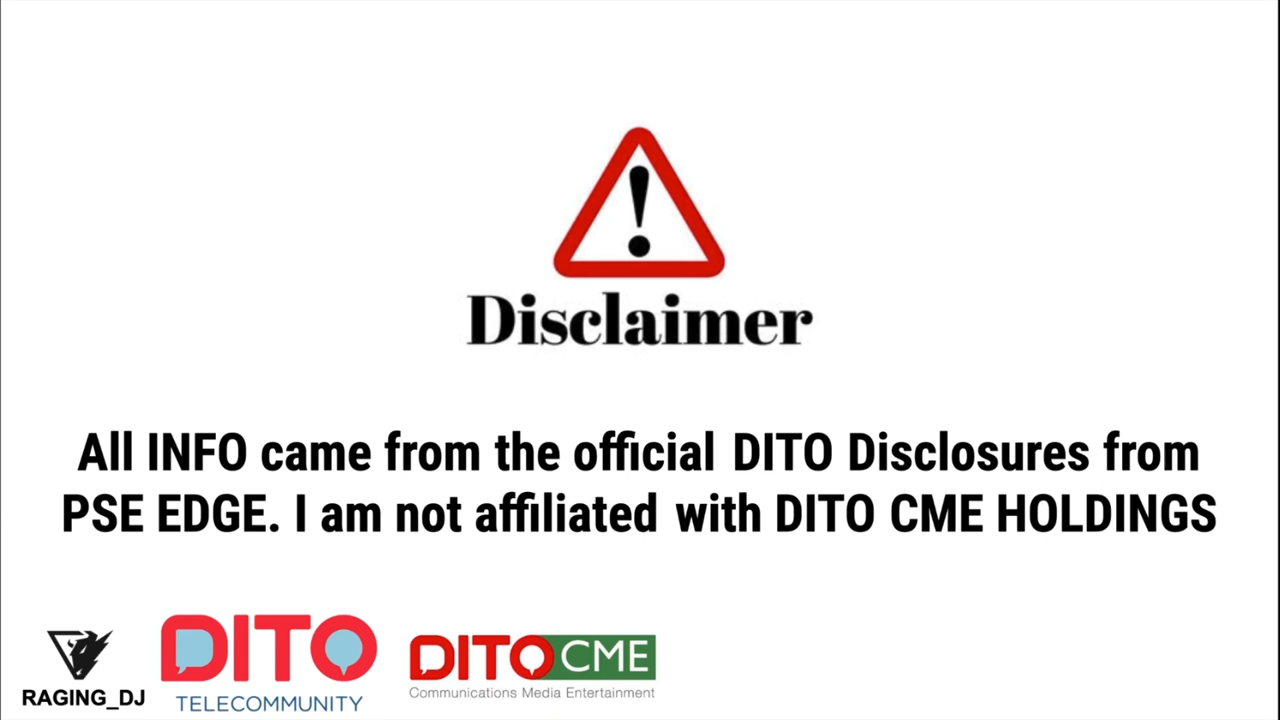 Disclaimer
All INFO came from the official DITO Disclosures from
PSE EDGE. I am not affiliated with DITO CME HOLDINGS
RAGING_DJ
DITO
TELECOMMUNITY
DITO CME
Communications Media Entertainment